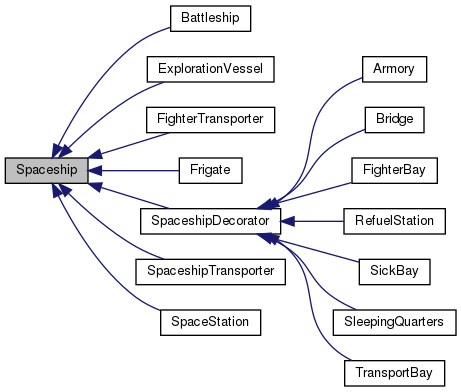 Battleship
ExplorationVessel
Armory
FighterTransporter
Bridge
Spaceship
Frigate
FighterBay
SpaceshipDecorator
RefuelStation
SpaceshipTransporter
SickBay
SpaceStation
SleepingQuarters
TransportBay